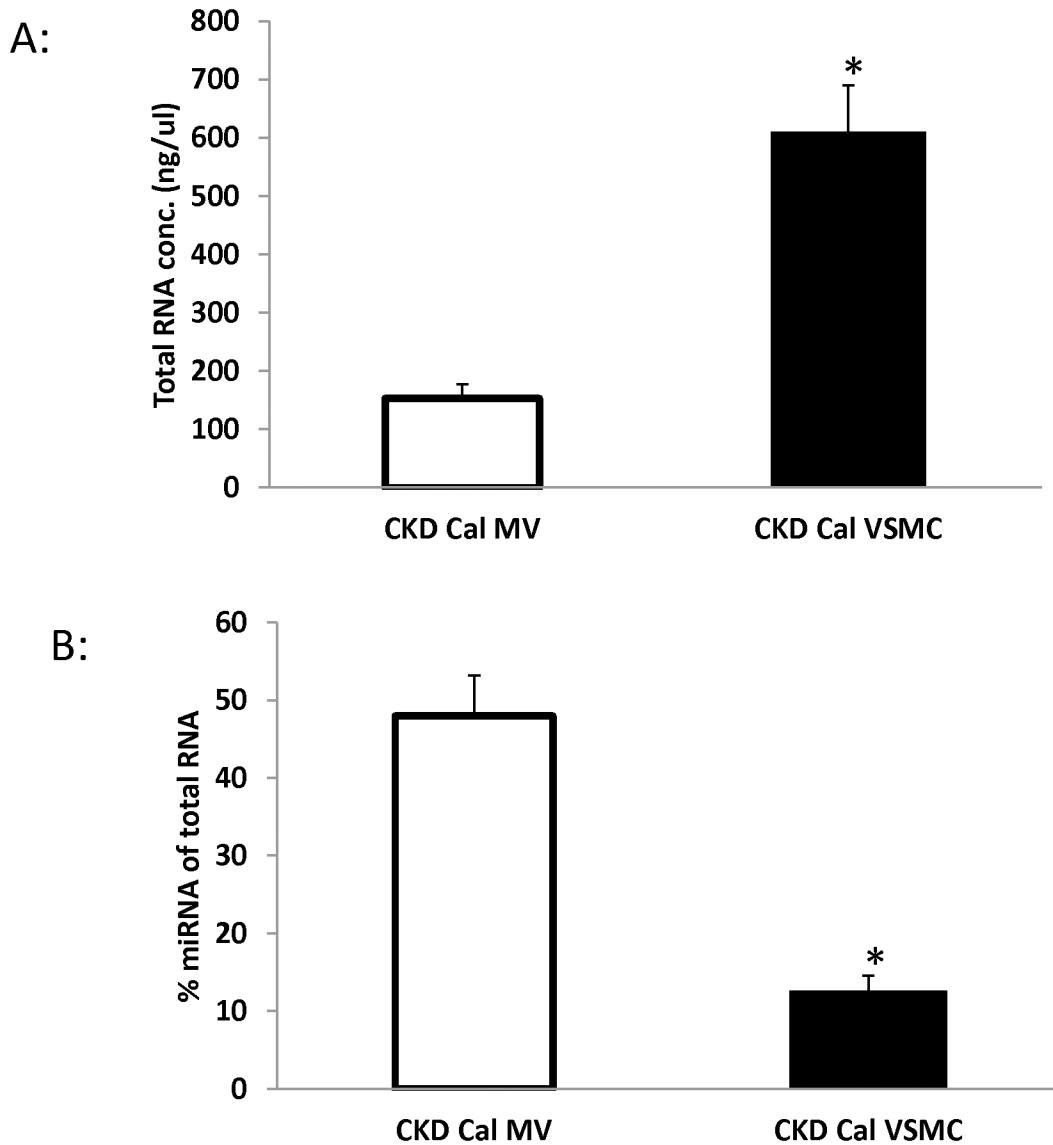 A:
Total RNA conc. (ng/ul)
800
700
600
500
400
300
200
100
0
*
CKD Cal MV
CKD Cal VSMC
B:
% miRNA of total RNA
60
50
40
30
20
10
0
*
CKD Cal MV
CKD Cal VSMC